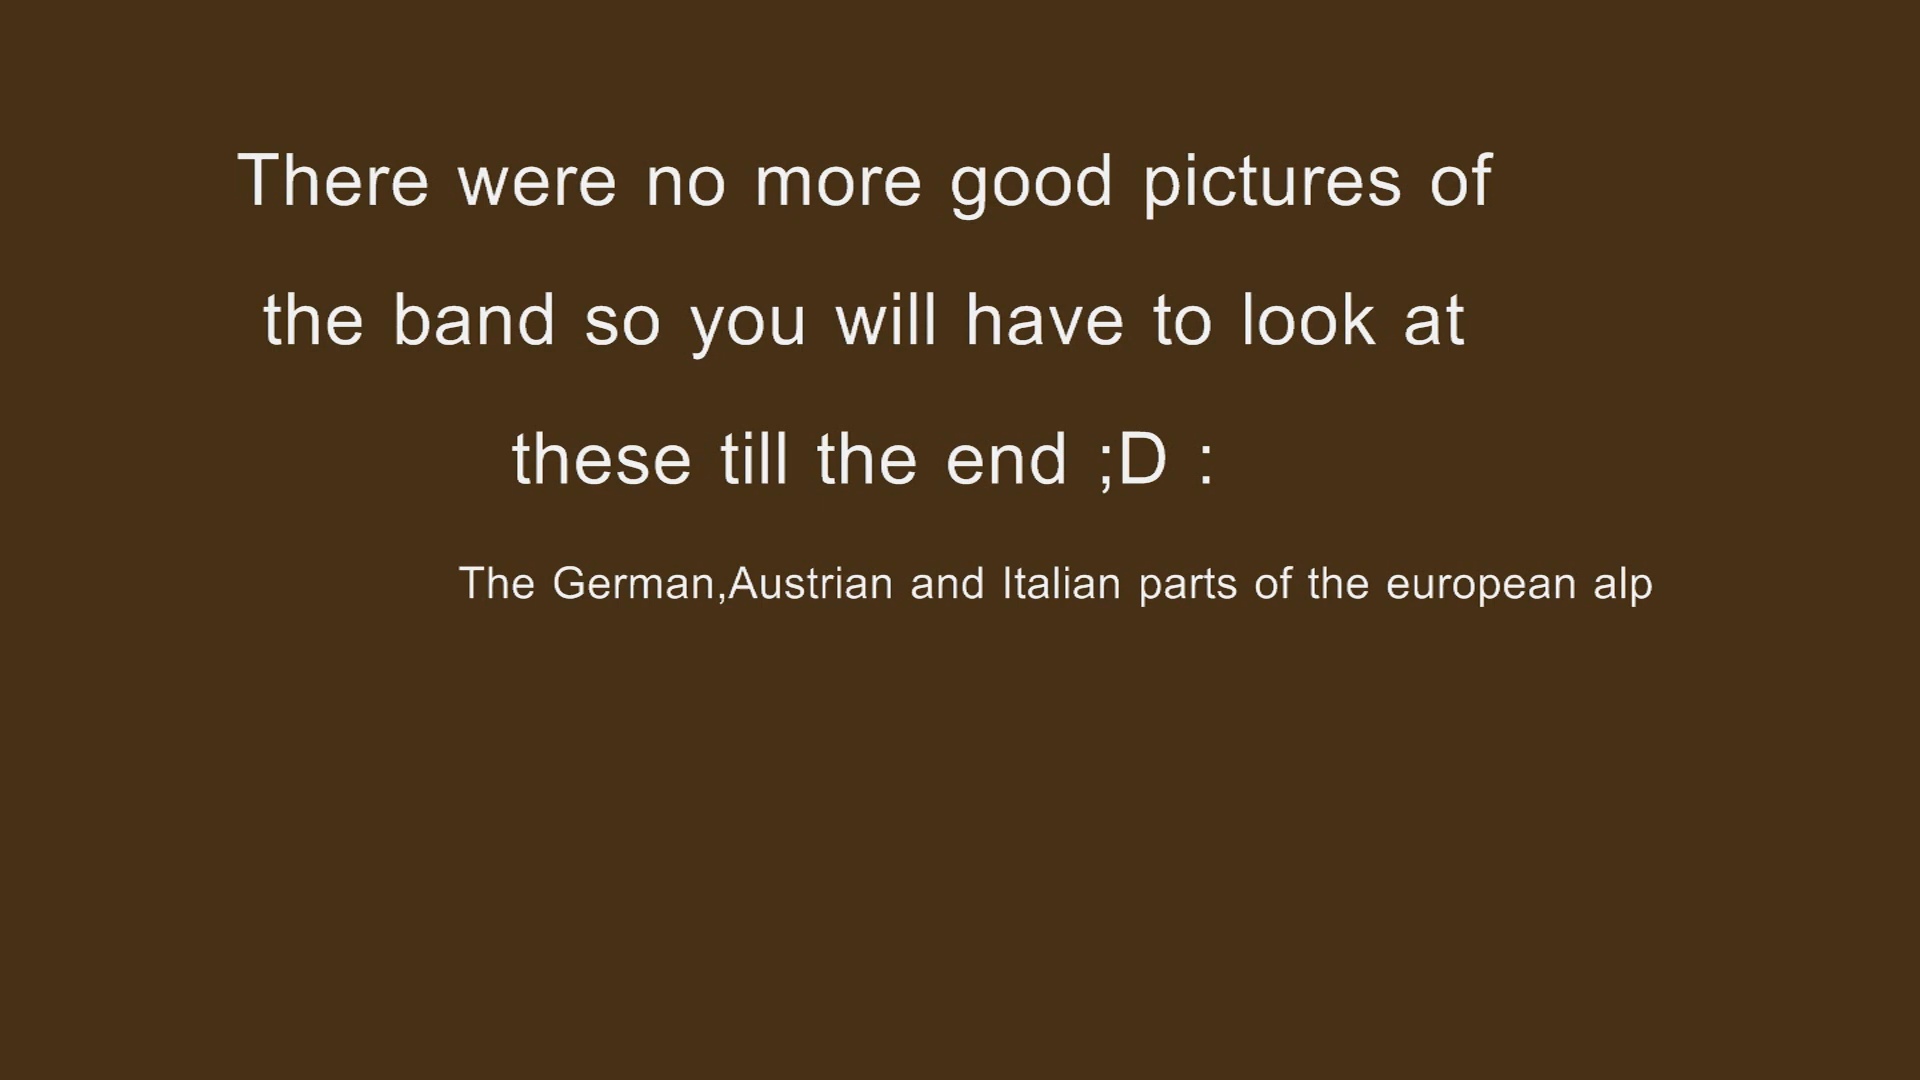 There were no more good pictures of
the band so you will have to look at
these till the end ;D :
The German,Austrian and Italian parts of the european alp